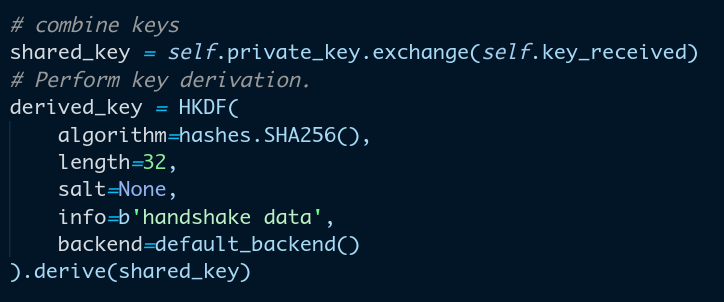 # combine keys
shared_key = self.private_key.exchange(self.key_received)
# Perform key derivation.
derived_key = HKDF(
    algorithm=hashes.SHA256(),
    length=32,
    salt=None,
    info=b'handshake data',
    backend=default_backend()
).derive(shared_key)